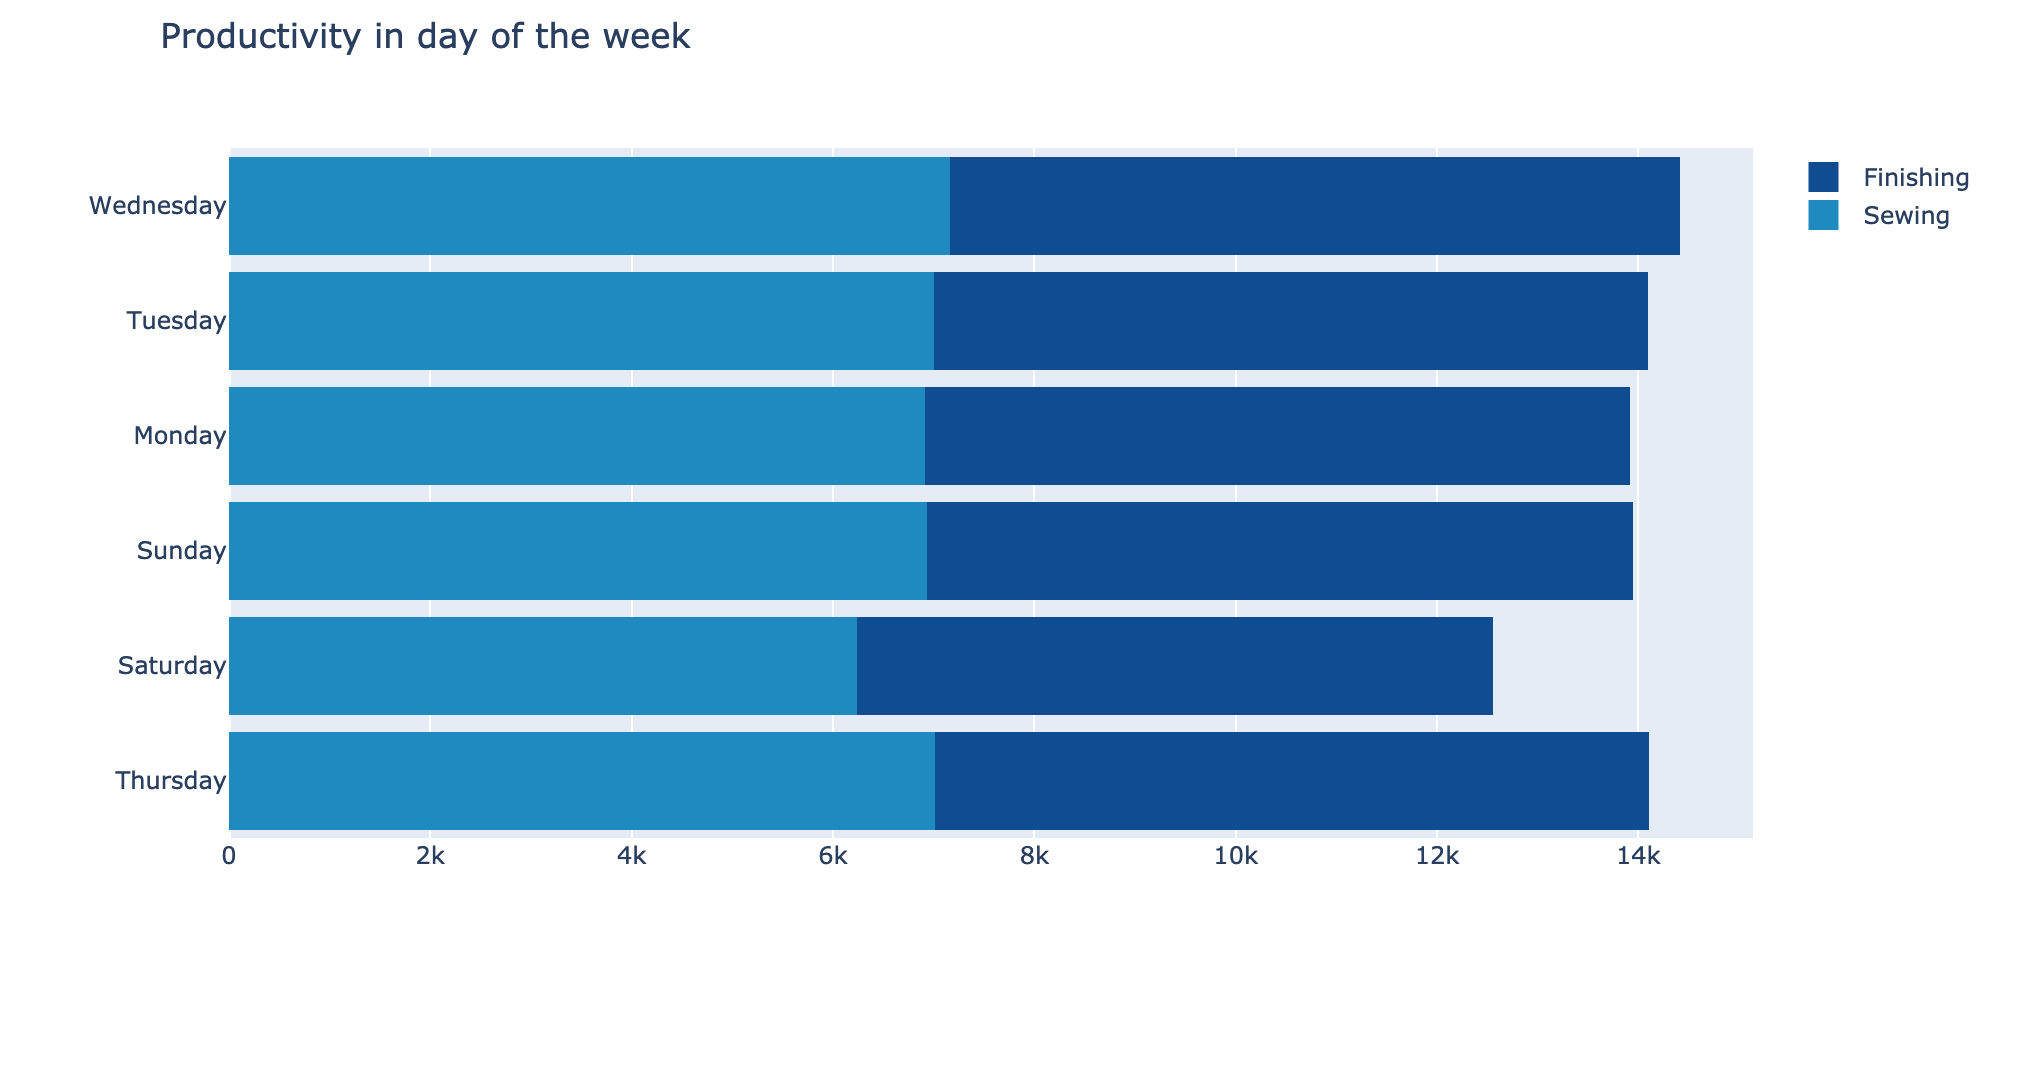 Productivity in day of the week
Finishing
Sewing
Wednesday
Tuesday
Monday
Sunday
Saturday
Thursday
0 2k 4k 6k 8k 10k 12k 14k